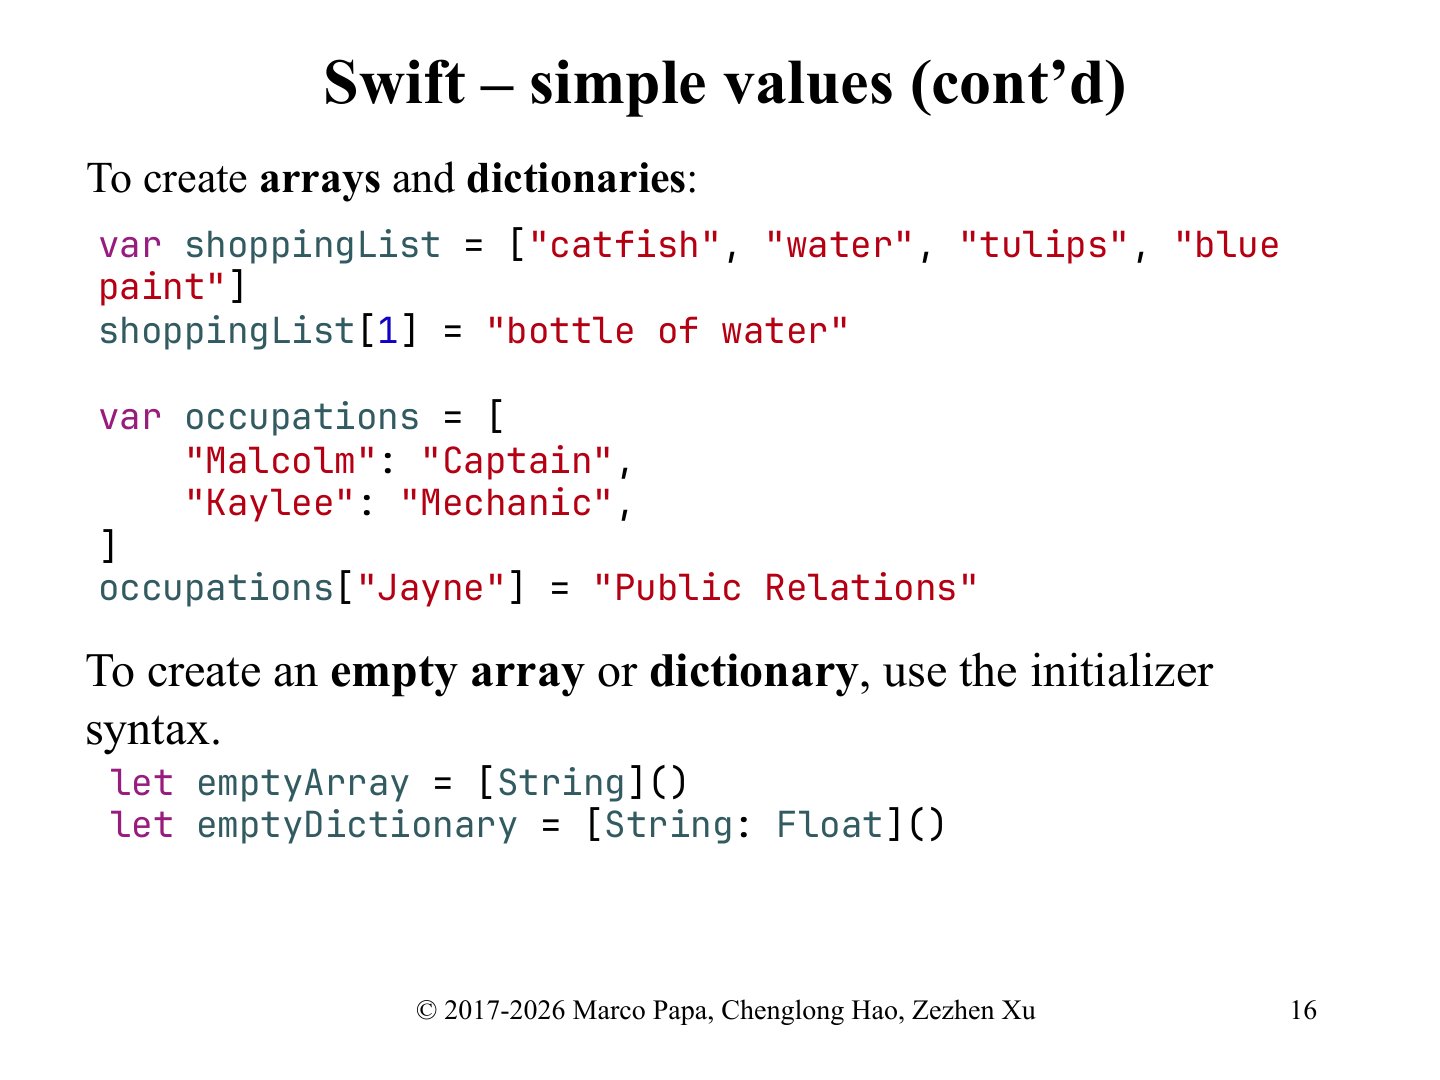 Swift – simple values (cont’d)
To create arrays and dictionaries:
var shoppingList = ["catfish", "water", "tulips", "blue
paint"]
shoppingList[1] = "bottle of water"
var occupations = [
    "Malcolm": "Captain",
    "Kaylee": "Mechanic",
]
occupations["Jayne"] = "Public Relations"
To create an empty array or dictionary, use the initializer
syntax.
let emptyArray = [String]()
let emptyDictionary = [String: Float]()
© 2017-2026 Marco Papa, Chenglong Hao, Zezhen Xu
16